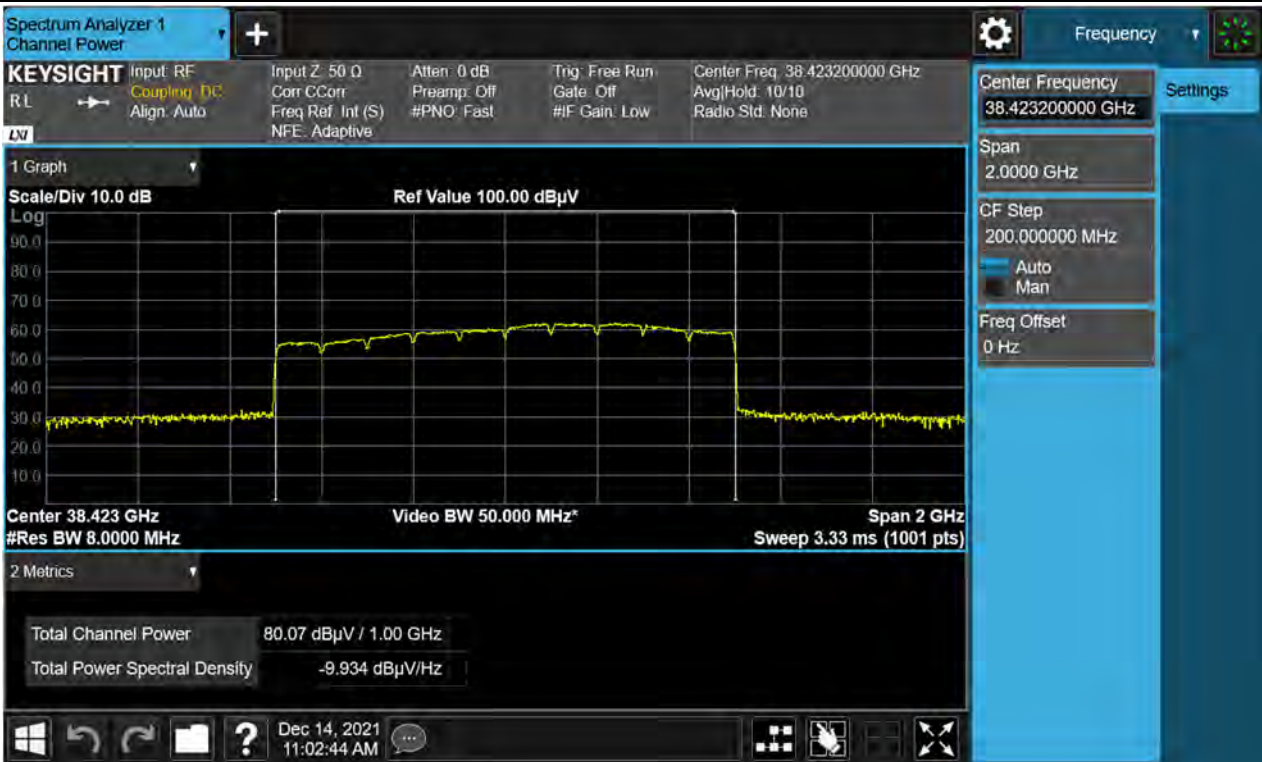 Spectrum Analyzer 1
Channel Power
+
Frequency
KEYSIGHT
RL
LXI
Input: RF
Coupling: DC
Align: Auto
Input Z: 50 Ω
Corr CCorr
Freq Ref: Int (S)
NFE: Adaptive
Atten: 0 dB
Preamp: Off
#PNO: Fast
Trig: Free Run
Gate: Off
#IF Gain: Low
Center Freq: 38.423200000 GHz
Avg|Hold: 10/10
Radio Std: None
Center Frequency
38.423200000 GHz
Settings
Span
2.0000 GHz
CF Step
200.000000 MHz
Auto
Man
Freq Offset
0 Hz
1 Graph
Scale/Div 10.0 dB
Ref Value 100.00 dBµV
Log
90.0
80.0
70.0
60.0
50.0
40.0
30.0
20.0
10.0
Center 38.423 GHz
Video BW 50.000 MHz*
Span 2 GHz
#Res BW 8.0000 MHz
Sweep 3.33 ms (1001 pts)
2 Metrics
Total Channel Power
80.07 dBµV / 1.00 GHz
Total Power Spectral Density
-9.934 dBµV/Hz
?
Dec 14, 2021
11:02:44 AM